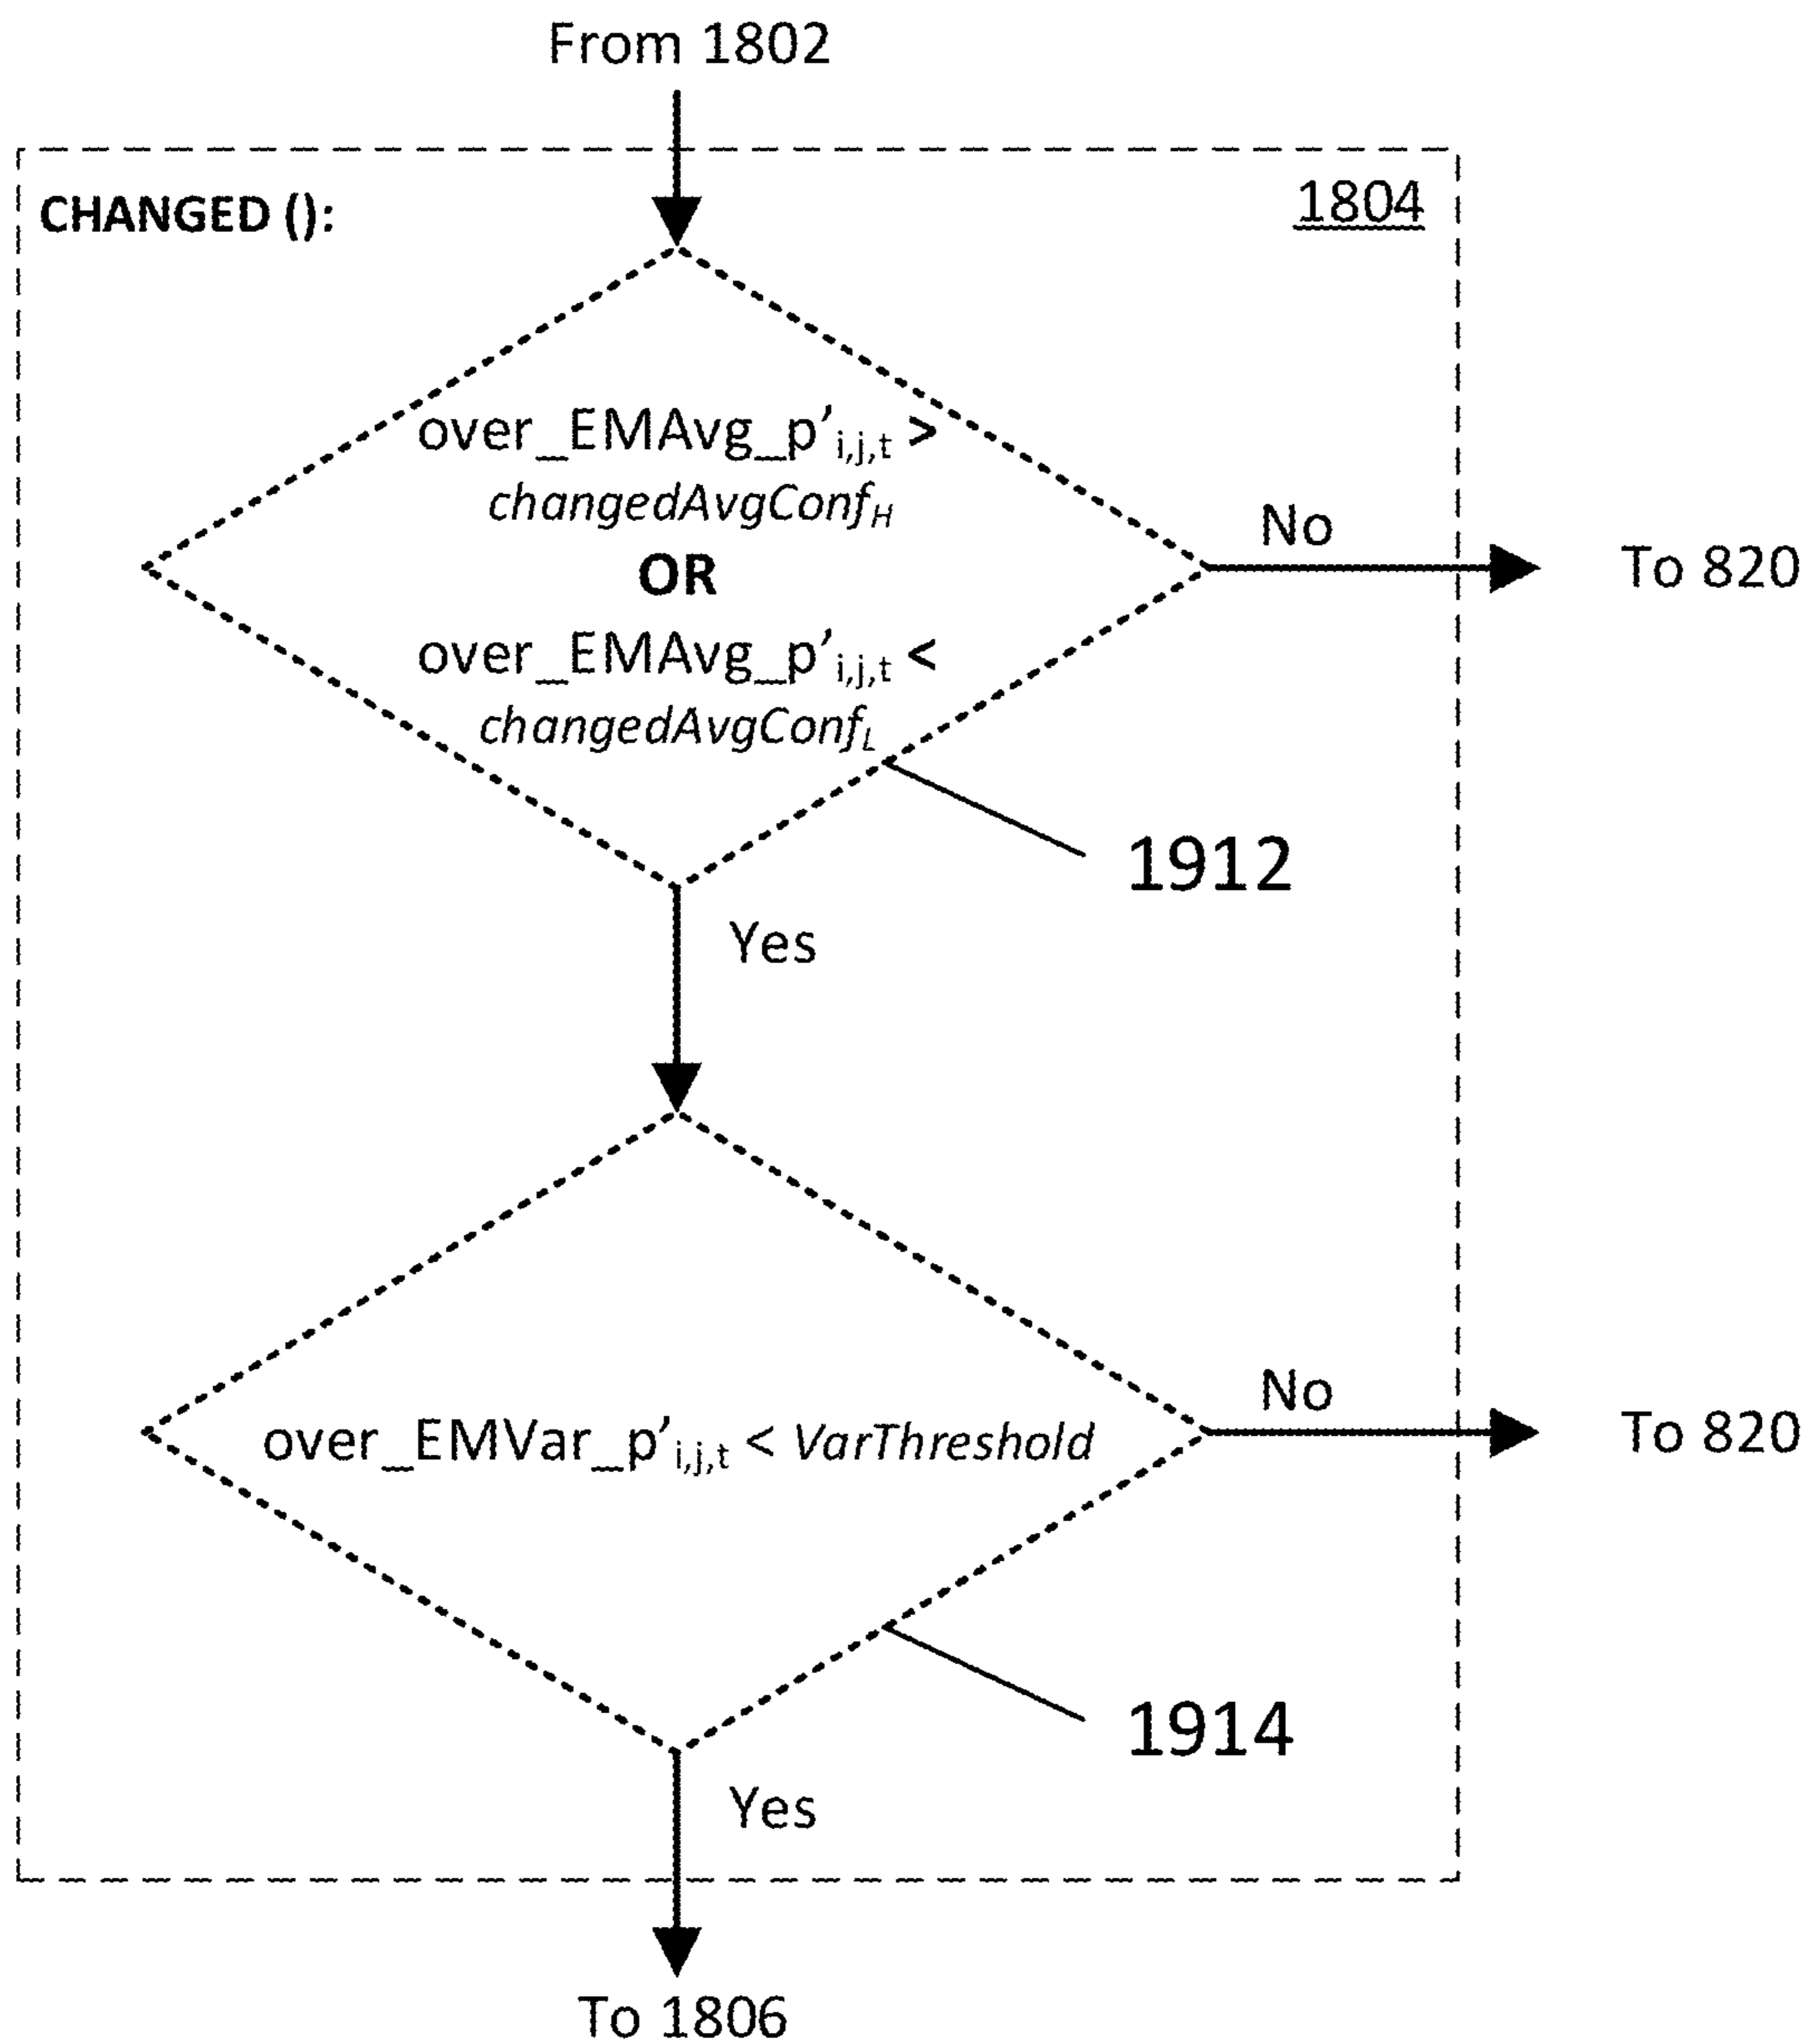 From 1802
CHANGED ():
1804
over_EMAvg_p’i,j,t >
changedAvgConfH
OR
over_EMAvg_p’i,j,t <
changedAvgConfL
No
To 820
1912
Yes
over_EMVar_p’i,j,t < VarThreshold
No
To 820
1914
Yes
To 1806